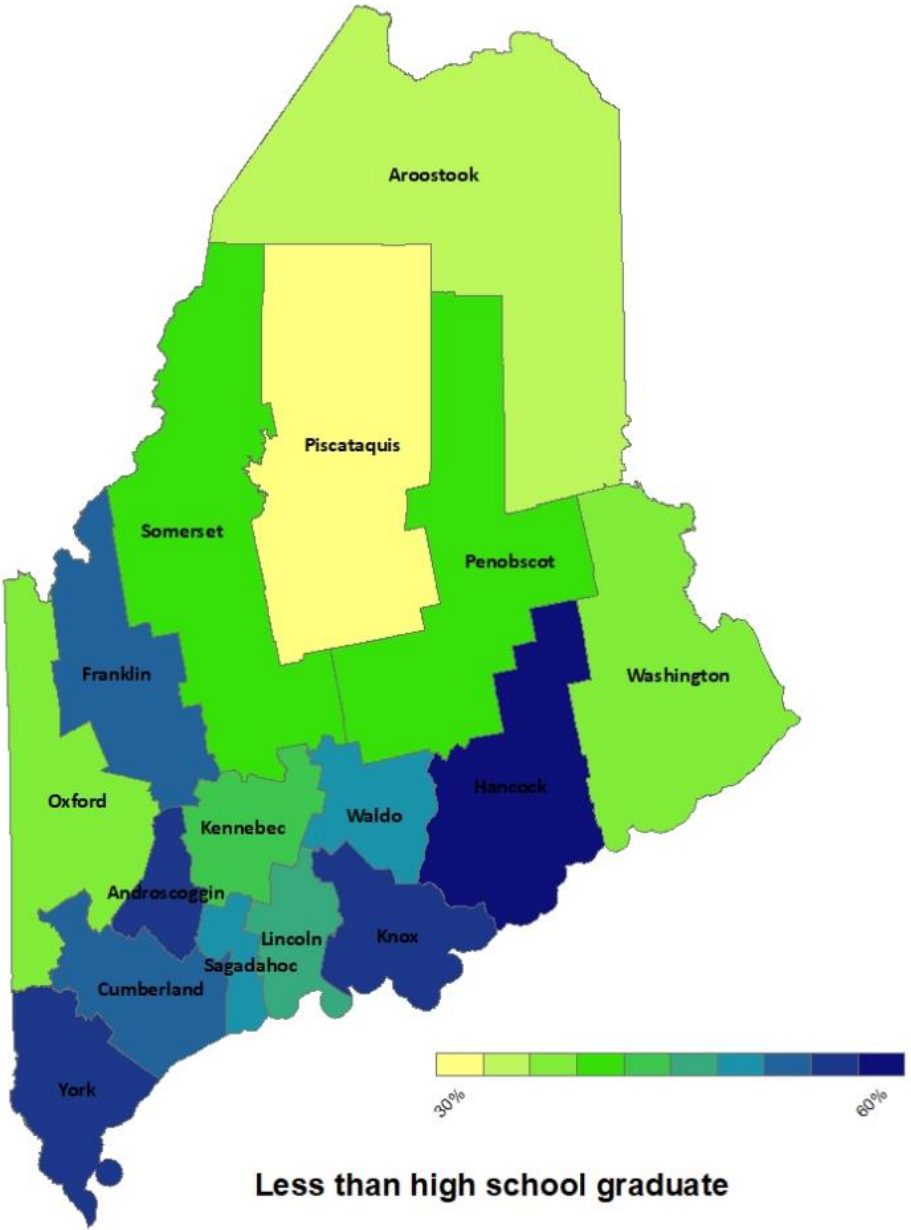 Aroostook
Piscataquis
Somerset
Penobscot
Franklin
Washington
Hancock
Oxford
Waldo
Kennebec
Androscoggin
Knox
Lincoln
Sagadahoc
Cumberland
York
30%
60%
Less than high school graduate